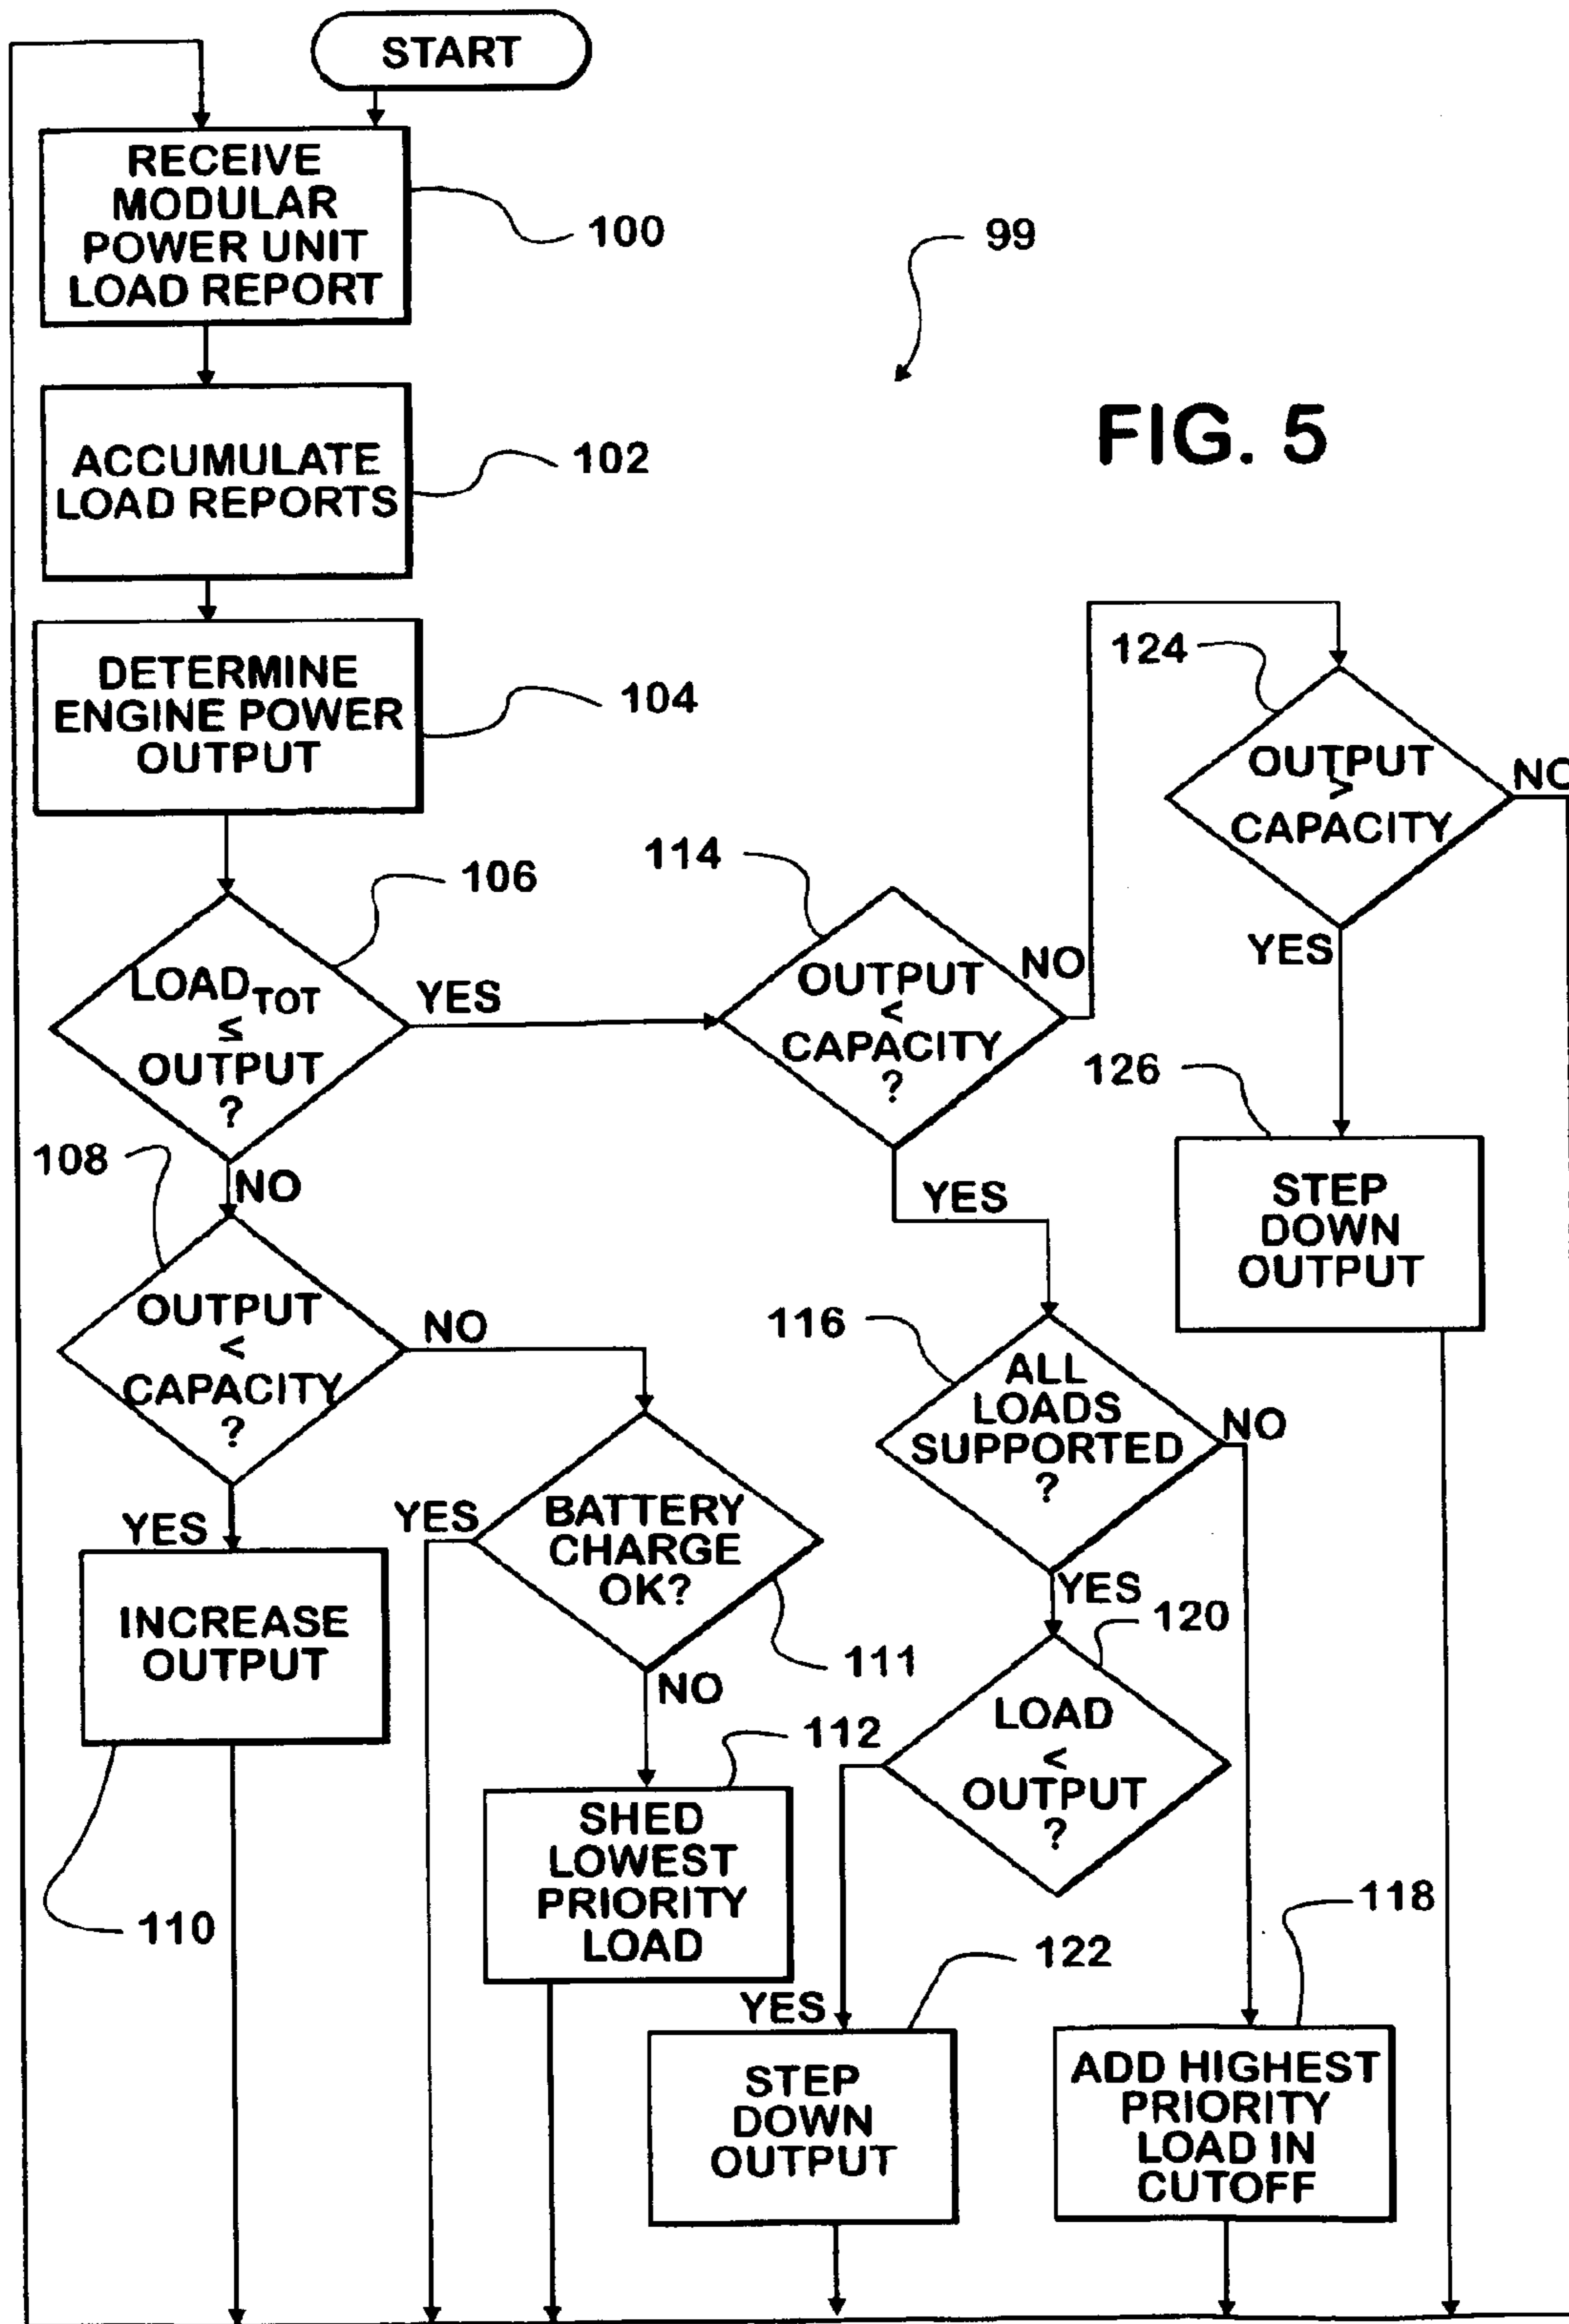 START
RECEIVE
MODULAR
POWER UNIT
LOAD REPORT
100
99
FIG. 5
ACCUMULATE
LOAD REPORTS
102
DETERMINE
ENGINE POWER
OUTPUT
104
124
OUTPUT
>
CAPACITY
NO
YES
106
LOADTOT
≤
OUTPUT
?
YES
NO
114
OUTPUT
<
CAPACITY
?
NO
YES
126
STEP
DOWN
OUTPUT
108
OUTPUT
<
CAPACITY
?
NO
YES
116
ALL
LOADS
SUPPORTED
?
NO
YES
INCREASE
OUTPUT
110
YES
BATTERY
CHARGE
OK?
111
NO
120
LOAD
<
OUTPUT
?
YES
112
SHED
LOWEST
PRIORITY
LOAD
122
STEP
DOWN
OUTPUT
118
ADD HIGHEST
PRIORITY
LOAD IN
CUTOFF